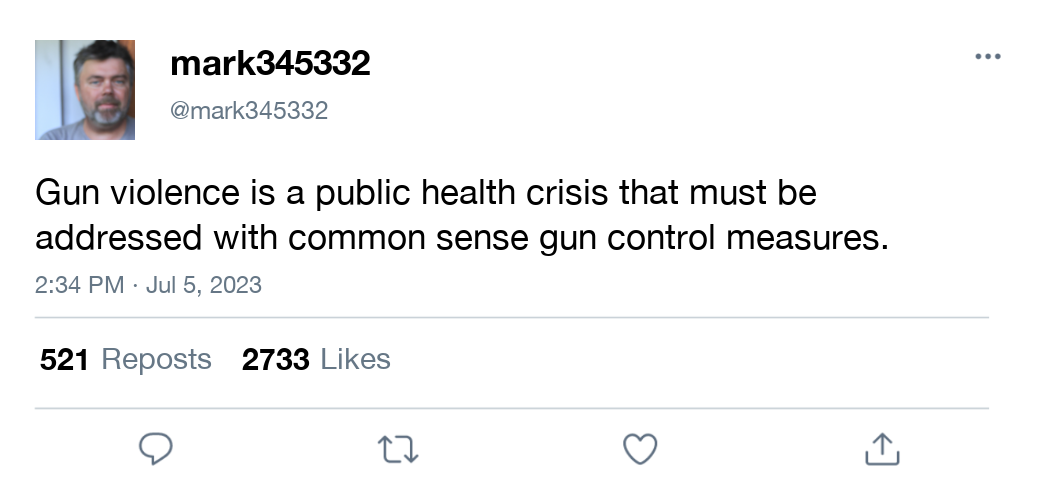 mark345332
@mark345332
Gun violence is a public health crisis that must be
addressed with common sense gun control measures.
2:34 PM · Jul 5, 2023
521 Reposts 2733 Likes